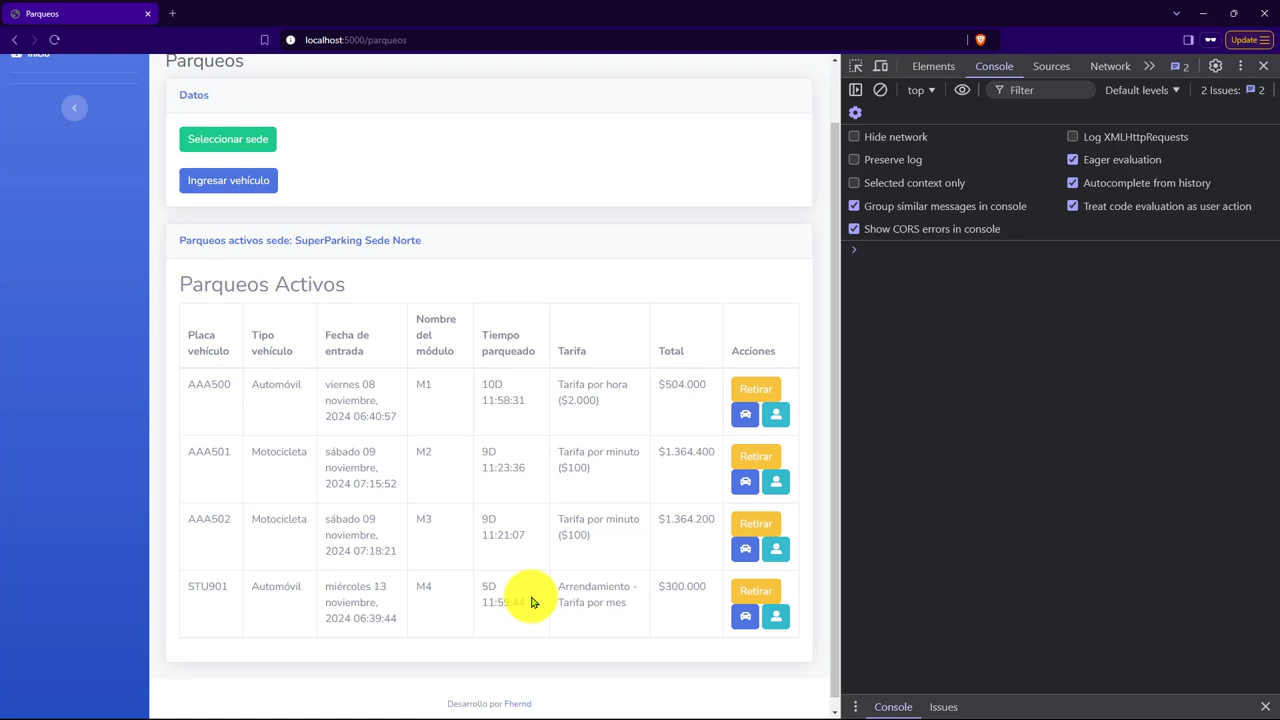 Parqueos
localhost:5000/parqueos
Update
Inicio
Parqueos
Datos
Seleccionar sede
Ingresar vehículo
Parqueos activos sede: SuperParking Sede Norte
Parqueos Activos
Placa vehículo
Tipo vehículo
Fecha de entrada
Nombre del módulo
Tiempo parqueado
Tarifa
Total
Acciones
AAA500
Automóvil
viernes 08 noviembre, 2024 06:40:57
M1
10D 11:58:31
Tarifa por hora ($2.000)
$504.000
Retirar
AAA501
Motocicleta
sábado 09 noviembre, 2024 07:15:52
M2
9D 11:23:36
Tarifa por minuto ($100)
$1.364.400
Retirar
AAA502
Motocicleta
sábado 09 noviembre, 2024 07:18:21
M3
9D 11:21:07
Tarifa por minuto ($100)
$1.364.200
Retirar
STU901
Automóvil
miércoles 13 noviembre, 2024 06:39:44
M4
5D 11:59:44
Arrendamiento - Tarifa por mes
$300.000
Retirar
Desarrollo por Fhernd
Elements
Console
Sources
Network
2
top
Filter
Default levels
2 Issues: 2
Hide network
Log XMLHttpRequests
Preserve log
Eager evaluation
Selected context only
Autocomplete from history
Group similar messages in console
Treat code evaluation as user action
Show CORS errors in console
Console
Issues